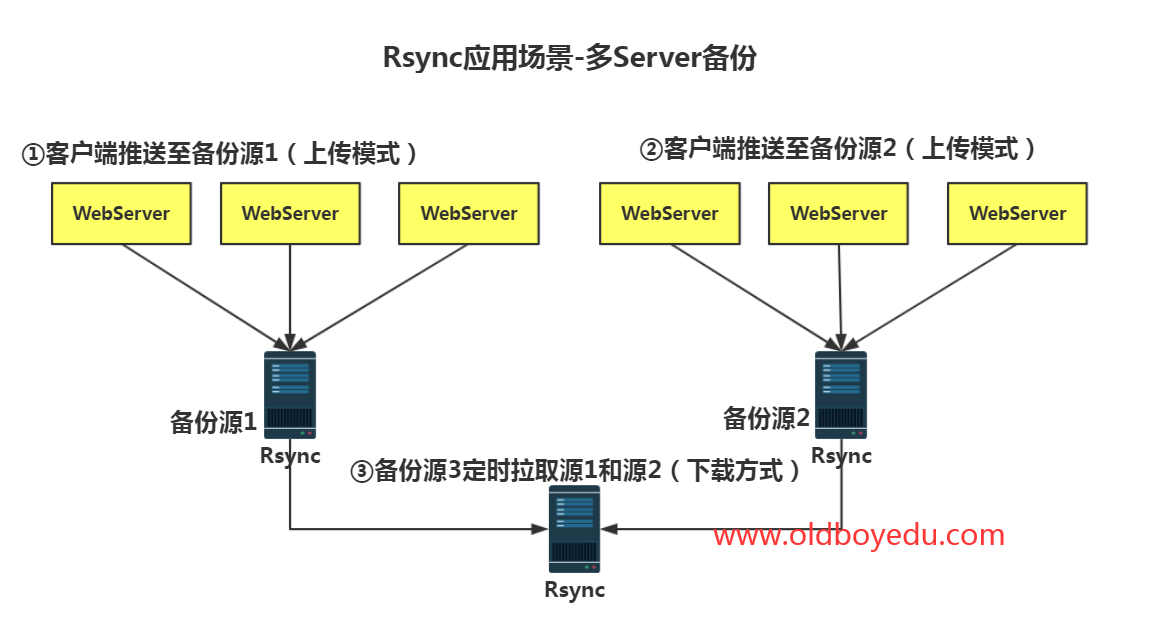 Rsync应用场景-多Server备份
①客户端推送至备份源1（上传模式）
②客户端推送至备份源2（上传模式）
WebServer
WebServer
WebServer
WebServer
WebServer
WebServer
备份源1
Rsync
备份源2
Rsync
③备份源3定时拉取源1和源2（下载方式）
www.oldboyedu.com
Rsync